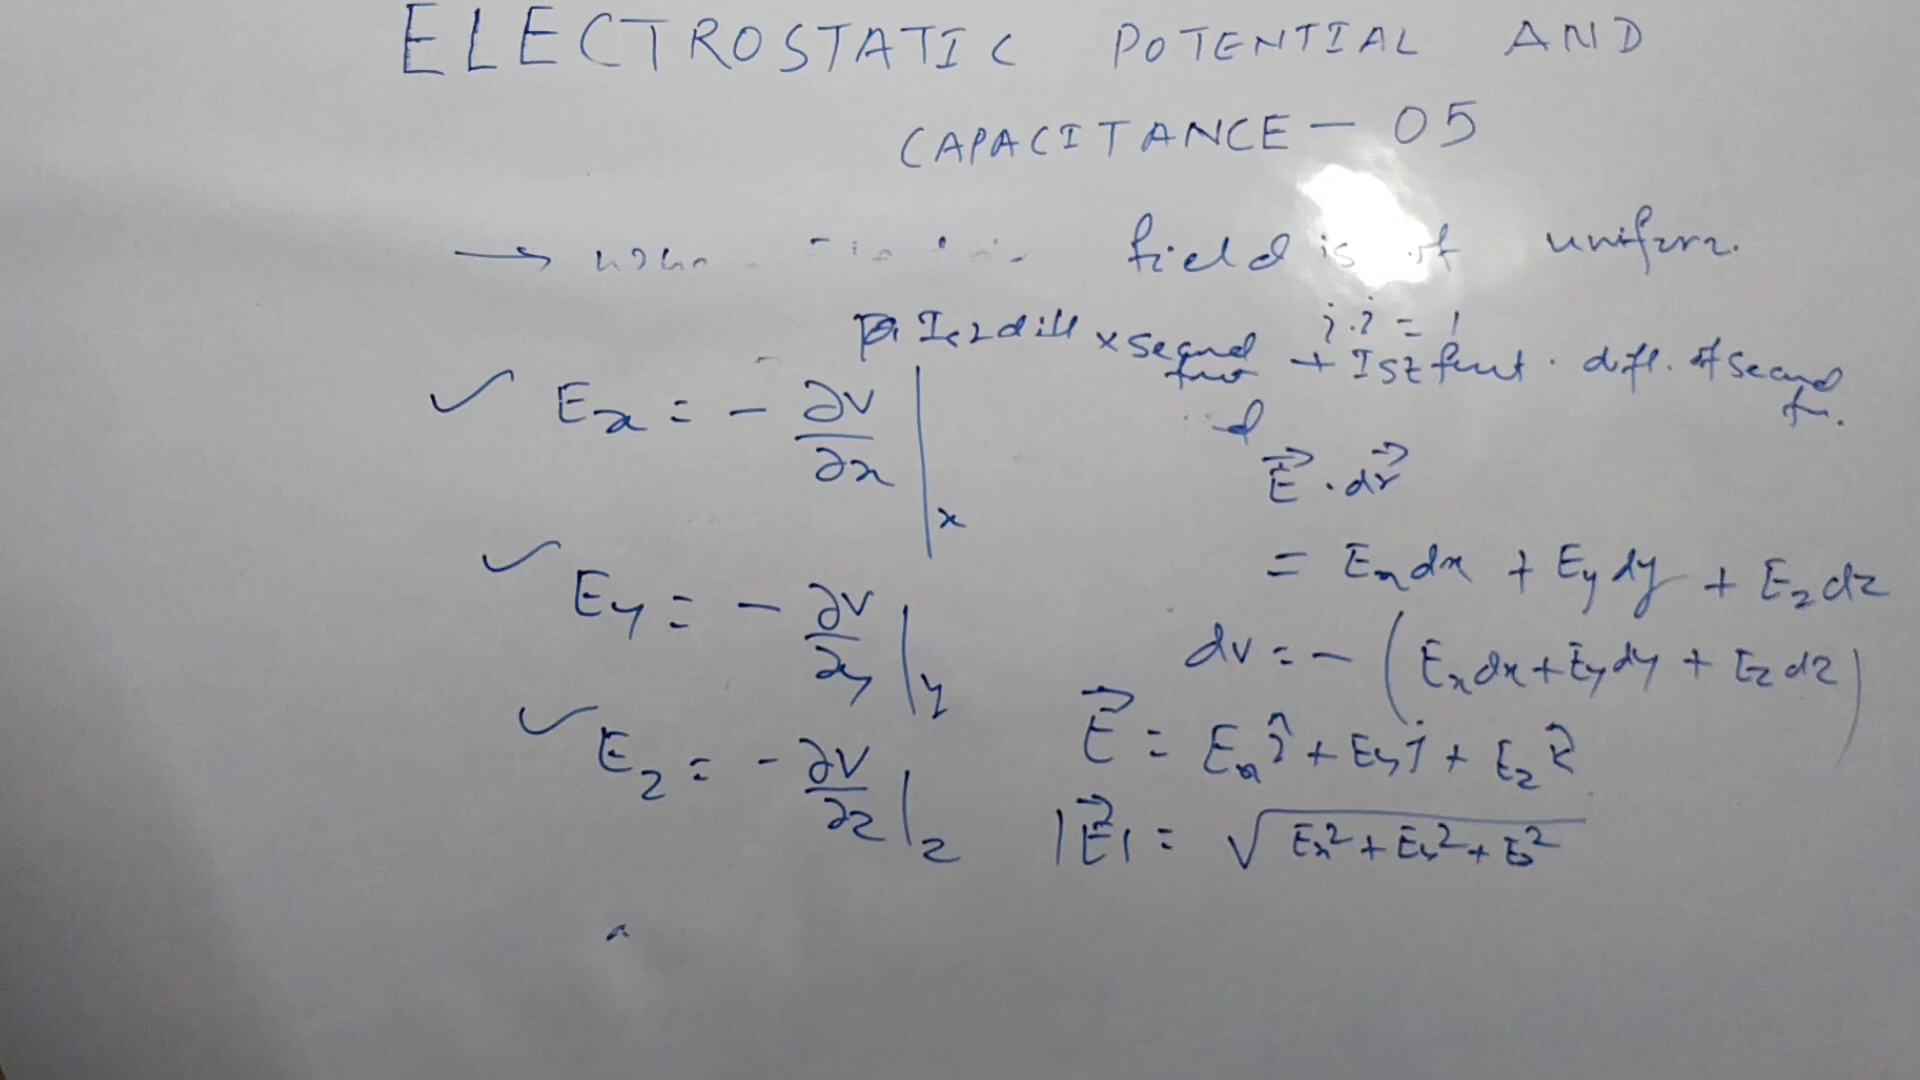 ELECTROSTATIC POTENTIAL AND
CAPACITANCE - 05
→ field is uniform.
Ist diff × second + Ist funct . diff. of second
fun.
✓ Ex = - ∂V/∂x | x
E⃗ . dr⃗
= Ex dx + Ey dy + Ez dz
✓ Ey = - ∂V/∂y | y
dv = - (Ex dx + Ey dy + Ez dz)
✓ Ez = - ∂V/∂z | z
E⃗ = Ex î + Ey ĵ + Ez k̂
|E⃗| = √(Ex² + Ey² + Ez²)